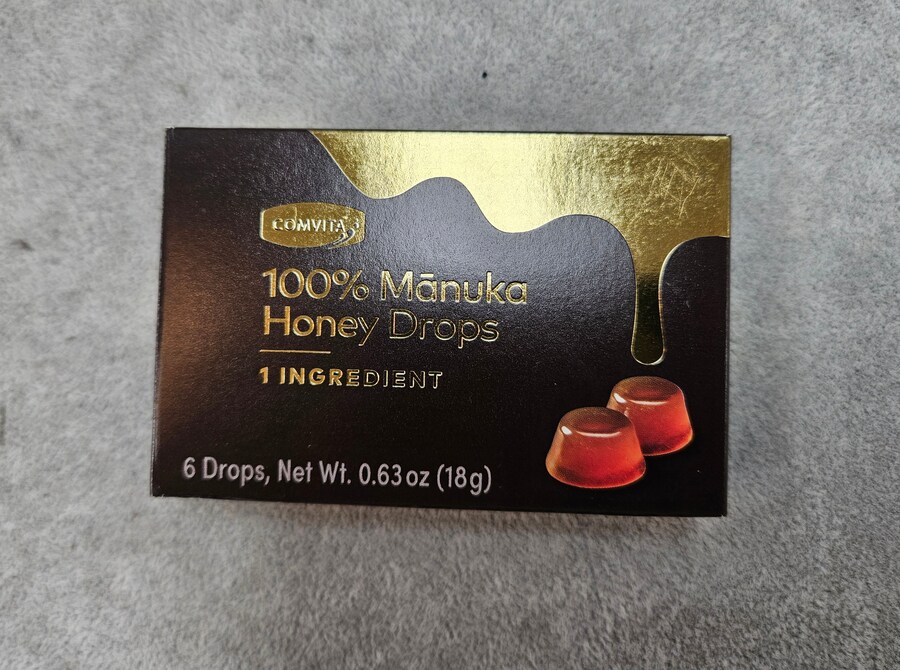 COMVITA
100% Mānuka
Honey Drops
1 INGREDIENT
6 Drops, Net Wt. 0.63 oz (18g)